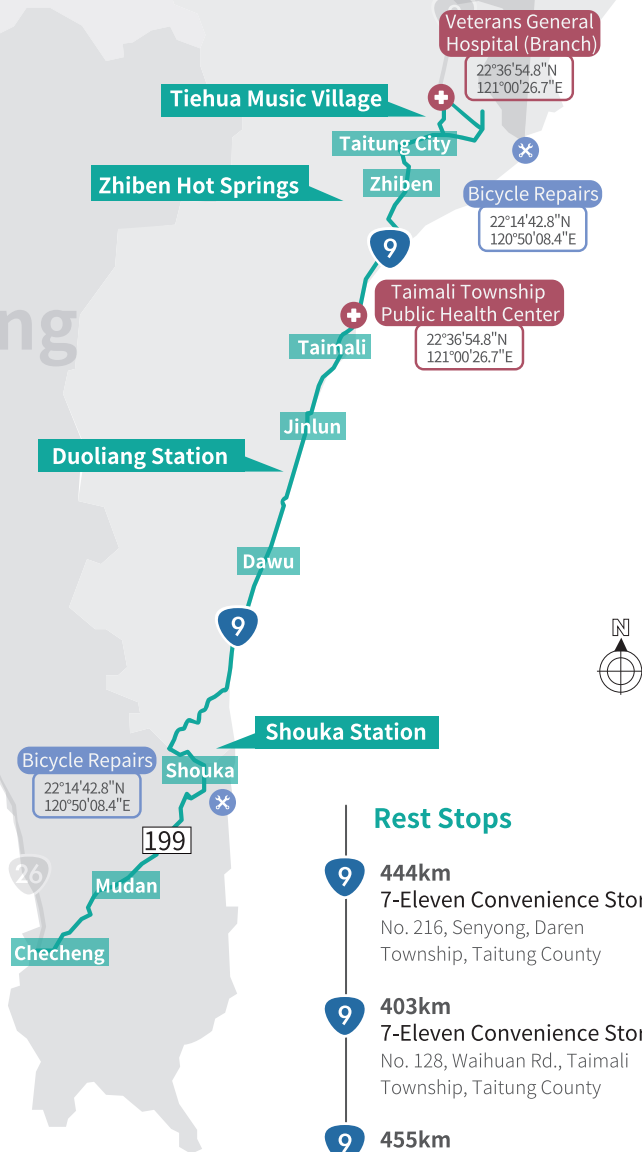 Veterans General
Hospital (Branch)
22°36'54.8"N
121°00'26.7"E
Tiehua Music Village
Taitung City
Zhiben Hot Springs
Zhiben
Bicycle Repairs
22°14'42.8"N
120°50'08.4"E
9
ng
Taimali Township
Public Health Center
22°36'54.8"N
121°00'26.7"E
Taimali
Jinlun
Duoliang Station
Dawu
9
N
Shouka Station
Bicycle Repairs
22°14'42.8"N
120°50'08.4"E
Shouka
199
26
Mudan
Checheng
Rest Stops
9
444km
7-Eleven Convenience Stor
No. 216, Senyong, Daren
Township, Taitung County
9
403km
7-Eleven Convenience Stor
No. 128, Waihuan Rd., Taimali
Township, Taitung County
9
455km